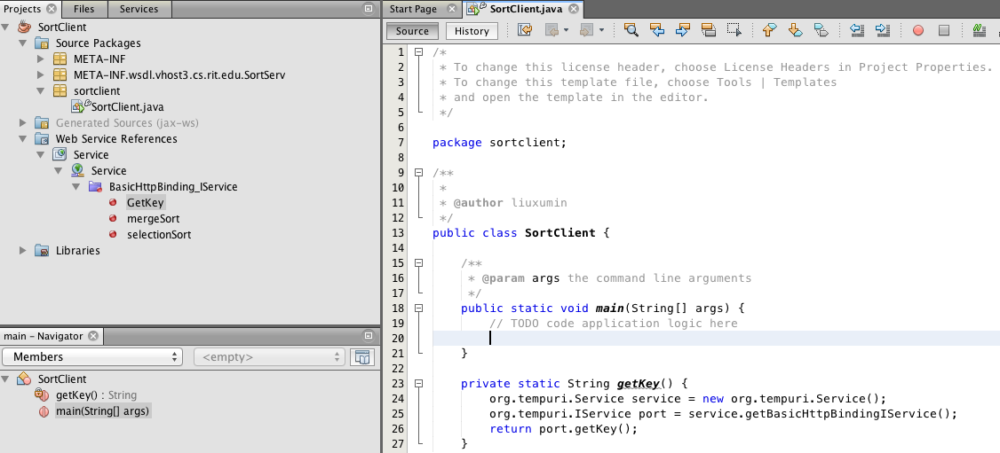 Projects
Files
Services
SortClient
Source Packages
META-INF
META-INF.wsdl.vhost3.cs.rit.edu.SortServ
sortclient
SortClient.java
Generated Sources (jax-ws)
Web Service References
Service
Service
BasicHttpBinding_IService
GetKey
mergeSort
selectionSort
Libraries
main - Navigator
Members
<empty>
SortClient
getKey() : String
main(String[] args)
Start Page
SortClient.java
Source
History
1 /*
2 * To change this license header, choose License Headers in Project Properties.
3 * To change this template file, choose Tools | Templates
4 * and open the template in the editor.
5 */
6
7 package sortclient;
8
9 /**
10 *
11 * @author liuxumin
12 */
13 public class SortClient {
14
15 /**
16 * @param args the command line arguments
17 */
18 public static void main(String[] args) {
19 // TODO code application logic here
20
21 }
22
23 private static String getKey() {
24 org.tempuri.Service service = new org.tempuri.Service();
25 org.tempuri.IService port = service.getBasicHttpBindingIService();
26 return port.getKey();
27 }